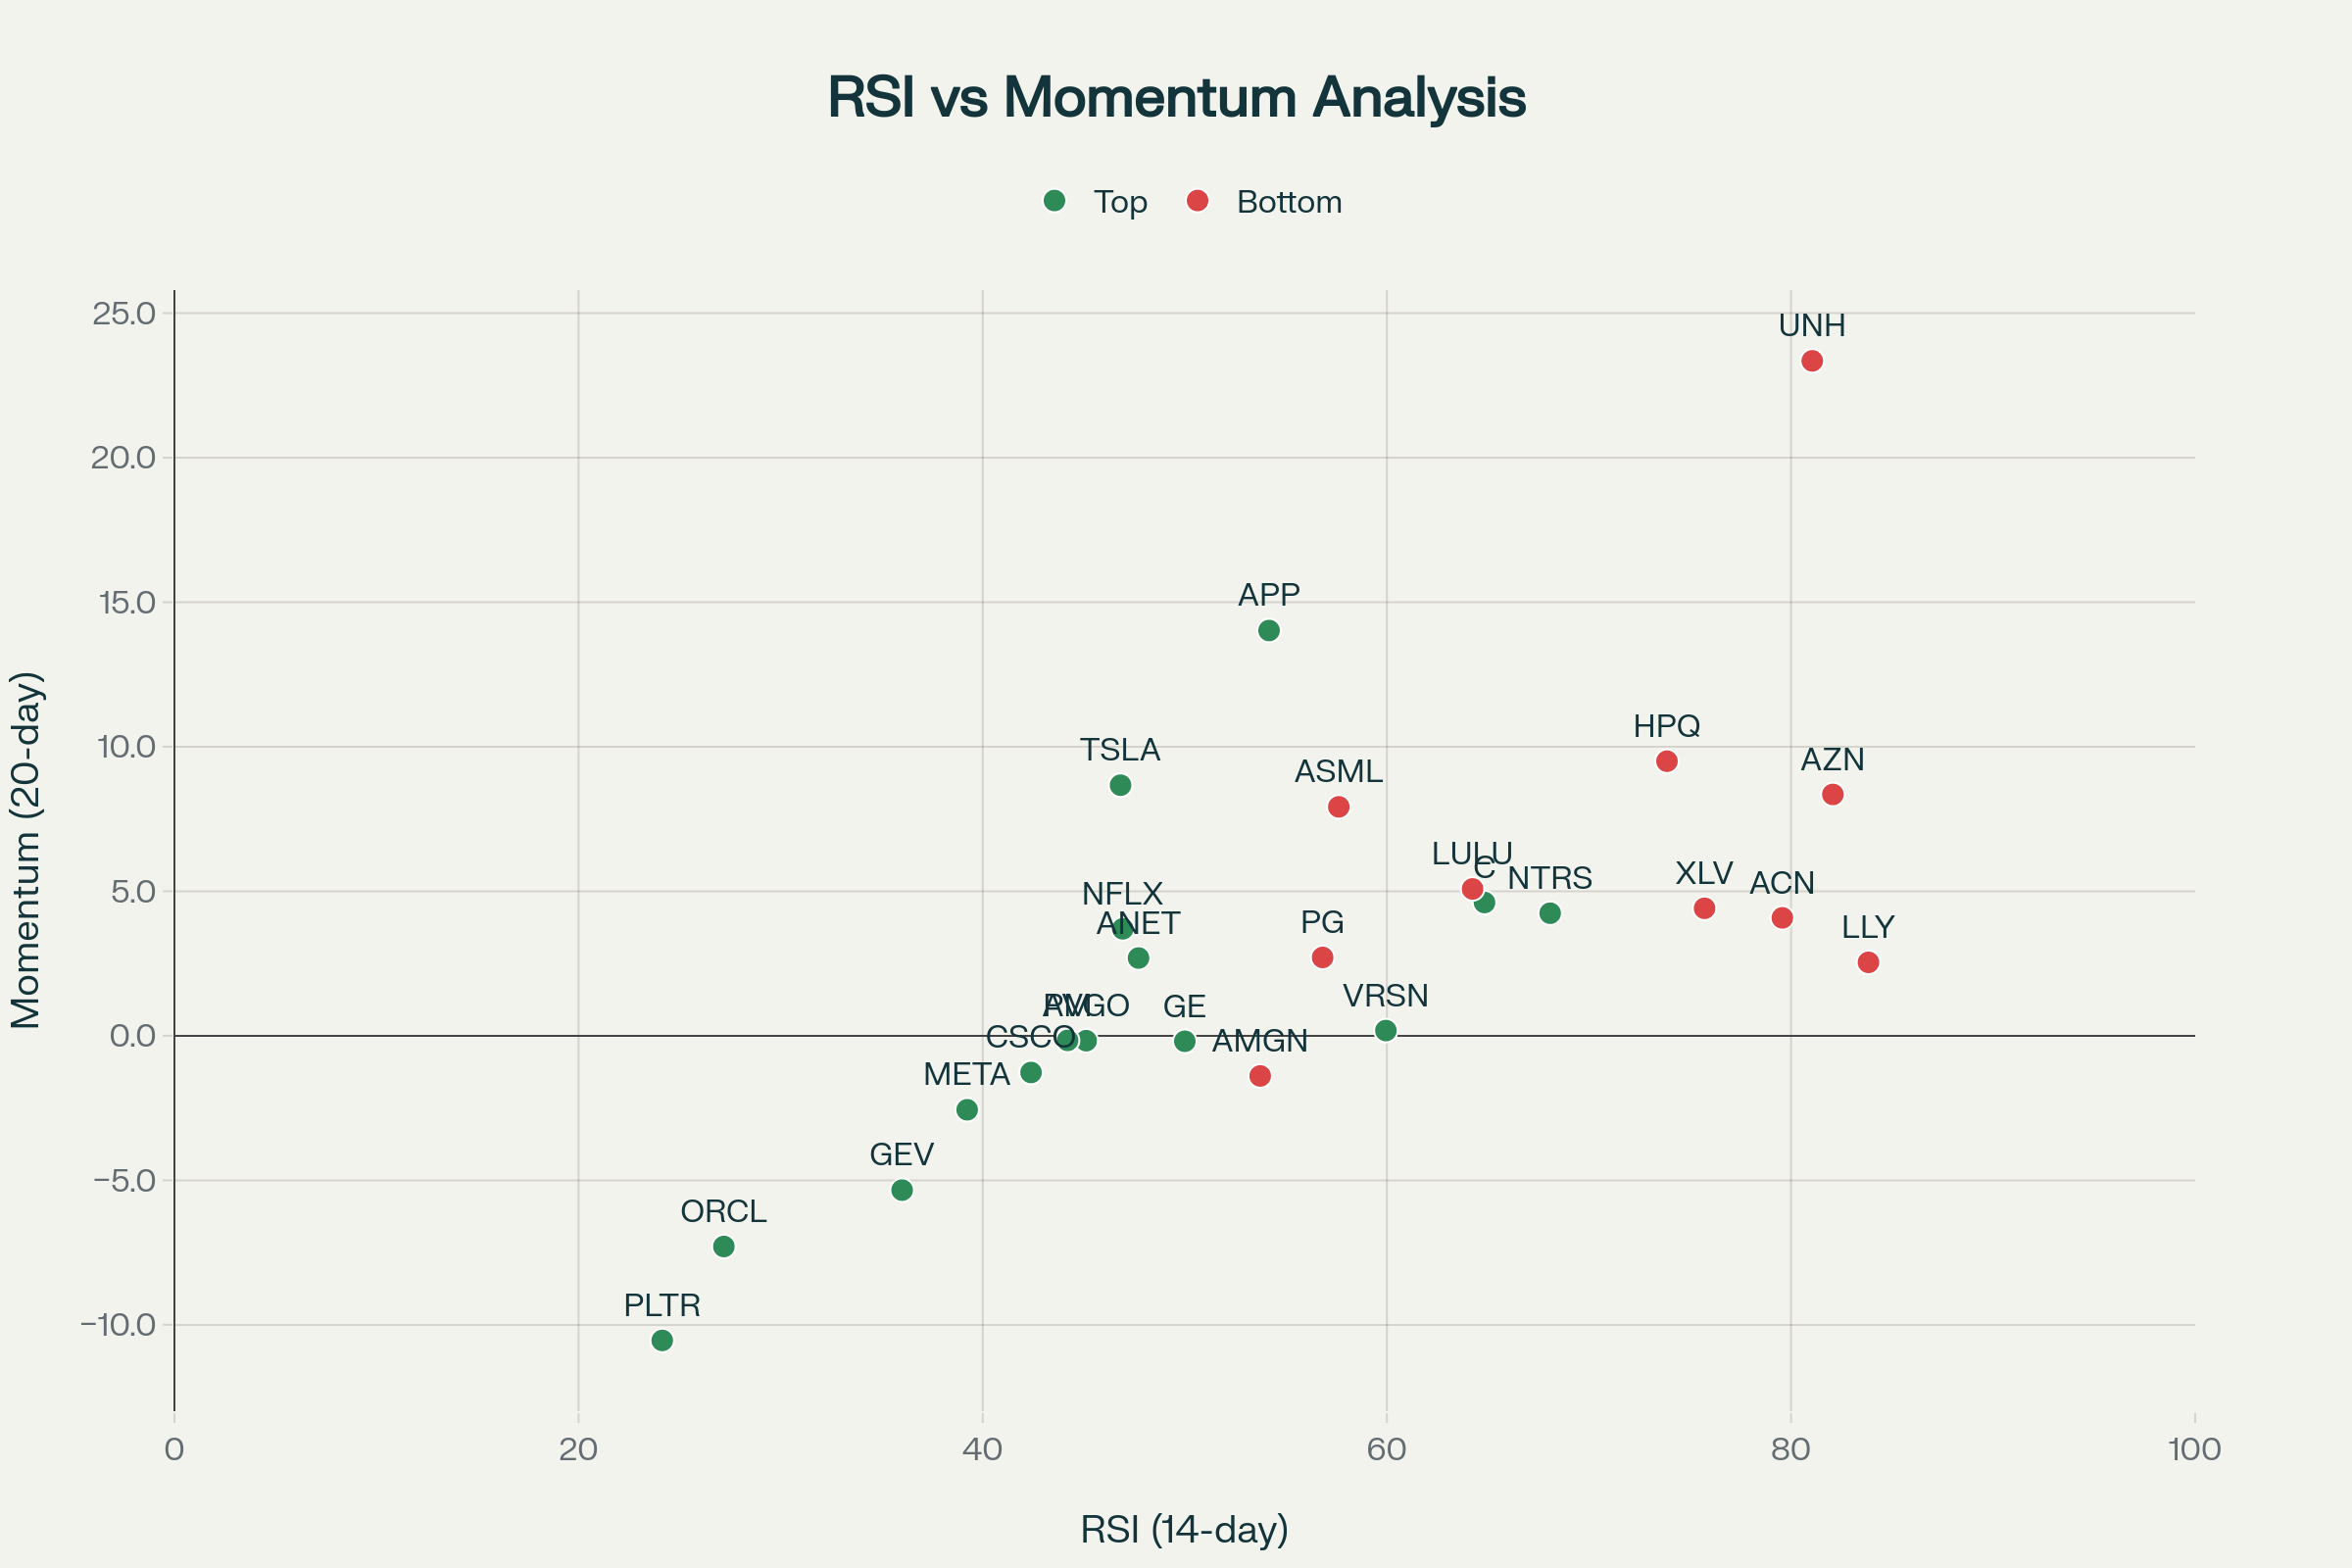 RSI vs Momentum Analysis
Top
Bottom
25.0
UNH
20.0
15.0
APP
10.0
TSLA
HPQ
ASML
AZN
5.0
LULU
C
NTRS
XLV
ACN
NFLX
ANET
PG
LLY
0.0
AVGO
GE
VRSN
CSCO
AMGN
META
−5.0
GEV
ORCL
−10.0
PLTR
0
20
40
60
80
100
RSI (14-day)
Momentum (20-day)